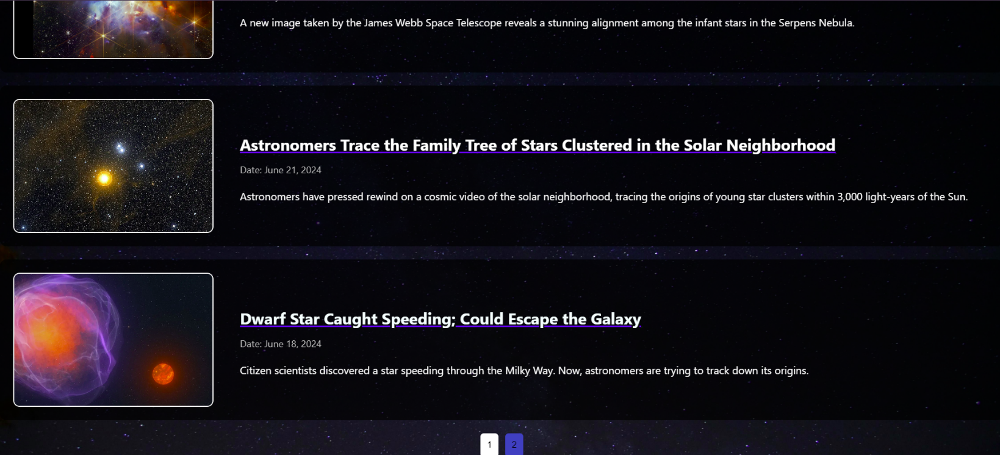 A new image taken by the James Webb Space Telescope reveals a stunning alignment among the infant stars in the Serpens Nebula.
Astronomers Trace the Family Tree of Stars Clustered in the Solar Neighborhood
Date: June 21, 2024
Astronomers have pressed rewind on a cosmic video of the solar neighborhood, tracing the origins of young star clusters within 3,000 light-years of the Sun.
Dwarf Star Caught Speeding; Could Escape the Galaxy
Date: June 18, 2024
Citizen scientists discovered a star speeding through the Milky Way. Now, astronomers are trying to track down its origins.
1 2